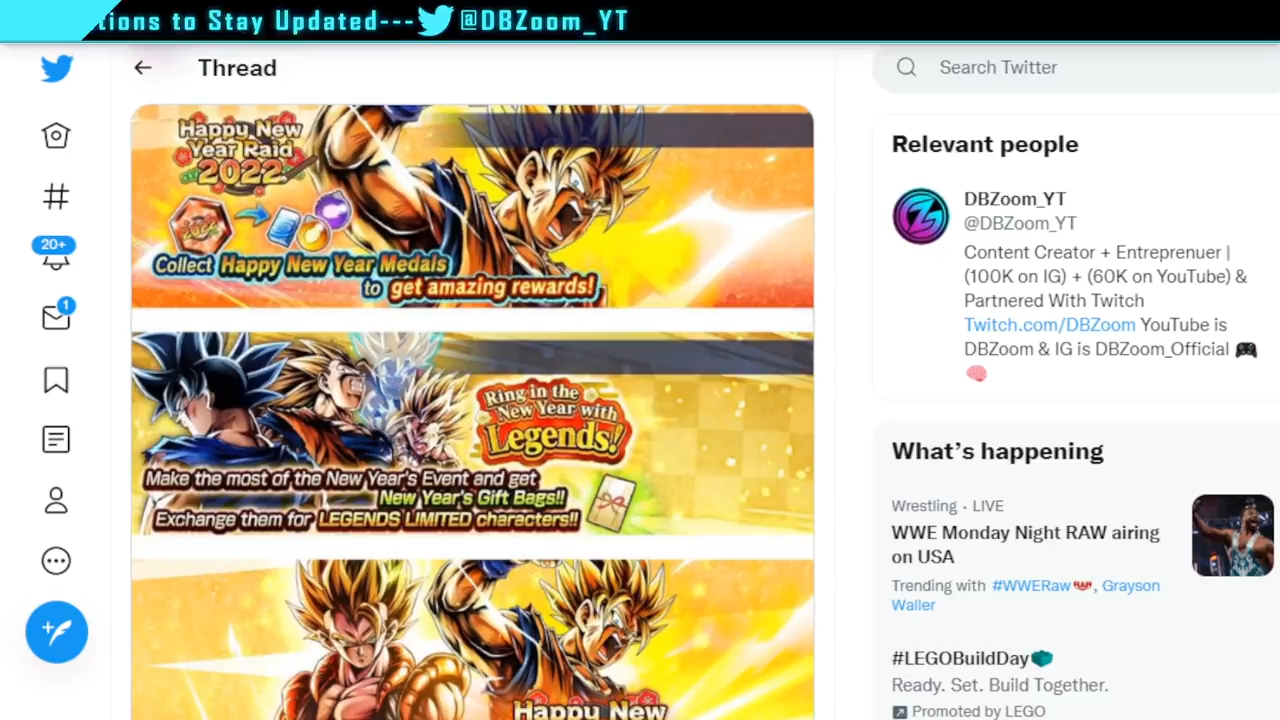 tions to Stay Updated---@DBZoom_YT
Thread
Search Twitter
20+
1
Happy New
Year Raid
2022
2022
Collect Happy New Year Medals
to get amazing rewards!
Ring in the
New Year with
Legends!
Make the most of the New Year's Event and get
New Year's Gift Bags!!
Exchange them for LEGENDS LIMITED characters!!
Happy New
Relevant people
DBZoom_YT
@DBZoom_YT
Content Creator + Entreprenuer |
(100K on IG) + (60K on YouTube) &
Partnered With Twitch
Twitch.com/DBZoom YouTube is
DBZoom & IG is DBZoom_Official 🎮
🧠
What's happening
Wrestling · LIVE
WWE Monday Night RAW airing
on USA
Trending with #WWERaw, Grayson
Waller
#LEGOBuildDay
Ready. Set. Build Together.
Promoted by LEGO